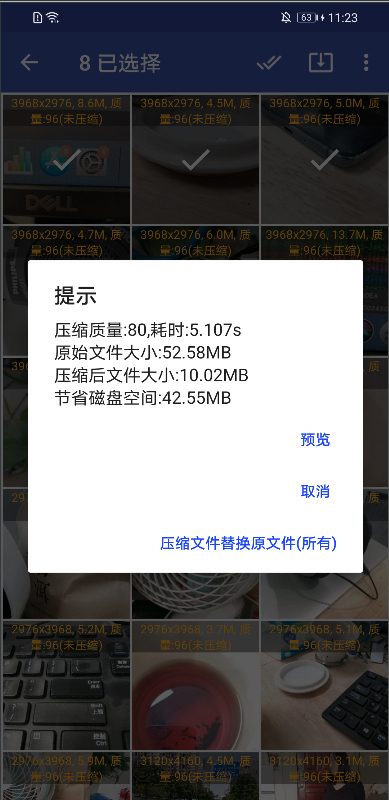 63
11:23
8 已选择
3968x2976, 8.6M, 质
量:96(未压缩)
3968x2976, 4.5M, 质
量:96(未压缩)
3968x2976, 5.0M, 质
量:96(未压缩)
DELL
3968x2976, 4.7M, 质
量:96(未压缩)
3968x2976, 6.0M, 质
量:96(未压缩)
3968x2976, 13.7M, 质
量:96(未压缩)
PHILIPS
提示
压缩质量:80,耗时:5.107s
原始文件大小:52.58MB
压缩后文件大小:10.02MB
节省磁盘空间:42.55MB
预览
取消
压缩文件替换原文件(所有)
2976x3968, 5.2M, 质
量:96(未压缩)
2976x3968, 3.7M, 质
量:96(未压缩)
2976x3968, 5.1M, 质
量:96(未压缩)
Ctrl
2976x3968, 5.9M, 质
量:96(未压缩)
3120x4160, 4.5M, 质
量:96(未压缩)
3120x4160, 3.1M, 质
量:96(未压缩)